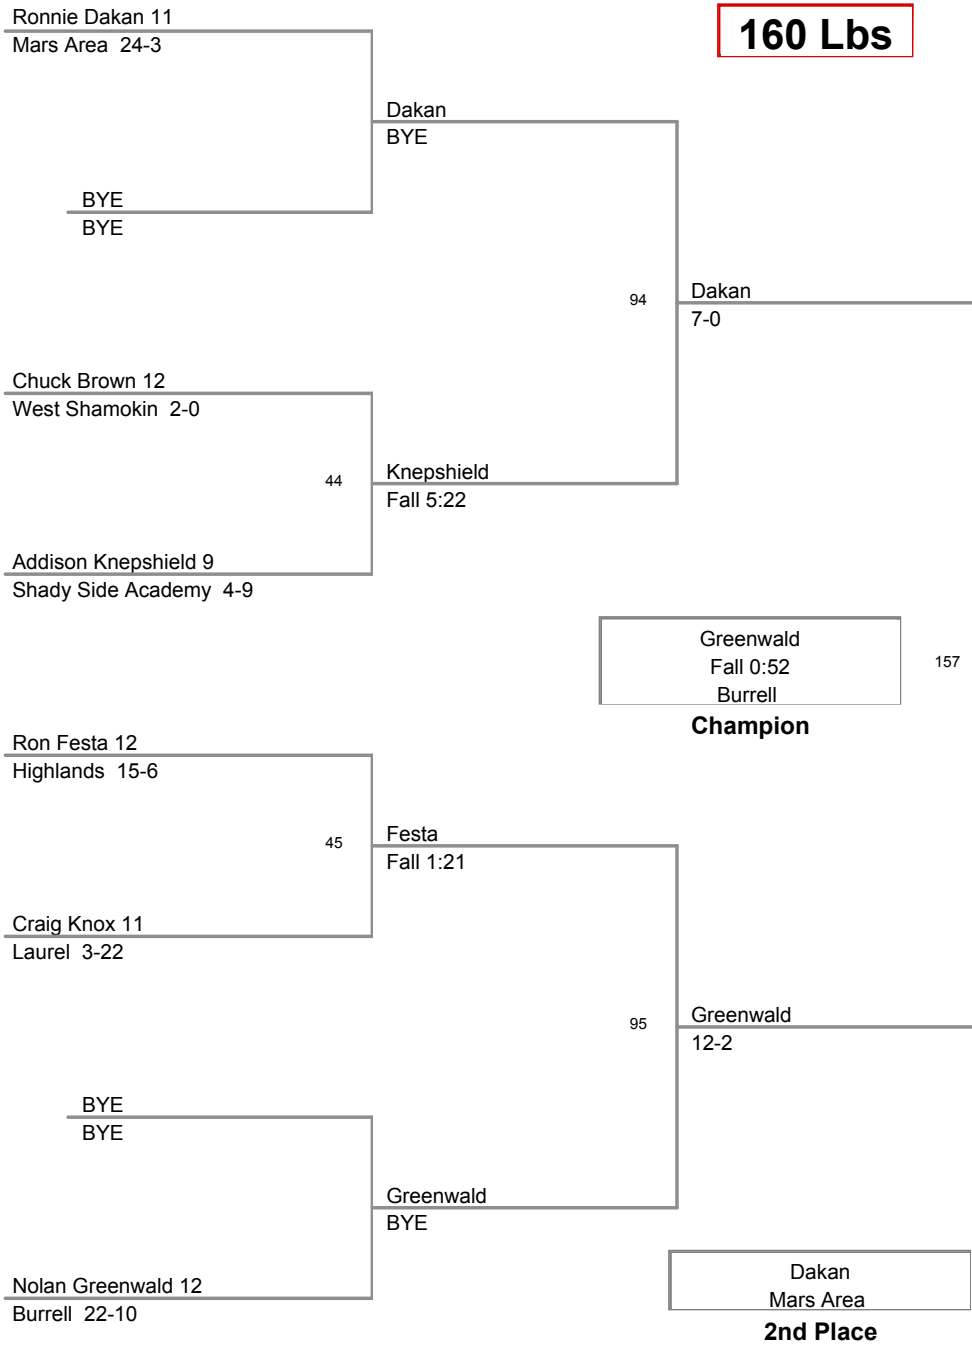 Ronnie Dakan 11
Mars Area  24-3
160 Lbs
Dakan
BYE
BYE
BYE
94
Dakan
7-0
Chuck Brown 12
West Shamokin  2-0
44
Knepshield
Fall 5:22
Addison Knepshield 9
Shady Side Academy  4-9
Greenwald
Fall 0:52
Burrell
157
Champion
Ron Festa 12
Highlands  15-6
45
Festa
Fall 1:21
Craig Knox 11
Laurel  3-22
95
Greenwald
12-2
BYE
BYE
Greenwald
BYE
Nolan Greenwald 12
Burrell  22-10
Dakan
Mars Area
2nd Place